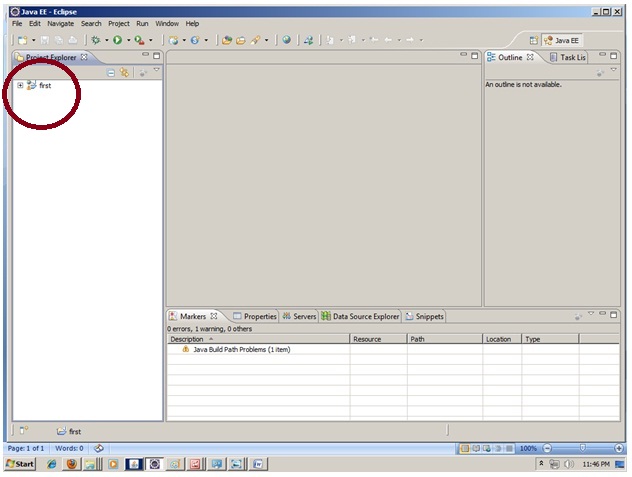 Java EE - Eclipse
File Edit Navigate Search Project Run Window Help
Java EE
Project Explorer
Outline
Task Lis
first
An outline is not available.
Markers Properties Servers Data Source Explorer Snippets
0 errors, 1 warning, 0 others
Description Resource Path Location Type
Java Build Path Problems (1 item)
first
Page: 1 of 1 Words: 0 100%
Start 11:46 PM